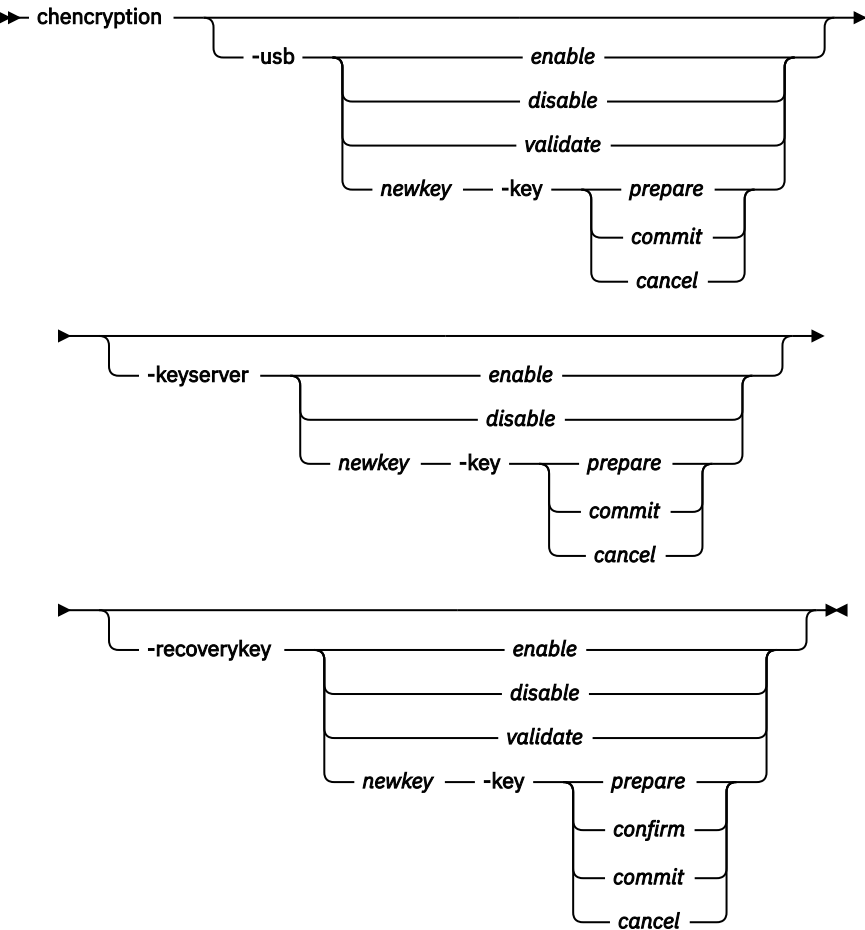 chencryption
-usb enable
disable
validate
newkey -key prepare
commit
cancel
-keyserver enable
disable
newkey -key prepare
commit
cancel
-recoverykey enable
disable
validate
newkey -key prepare
confirm
commit
cancel